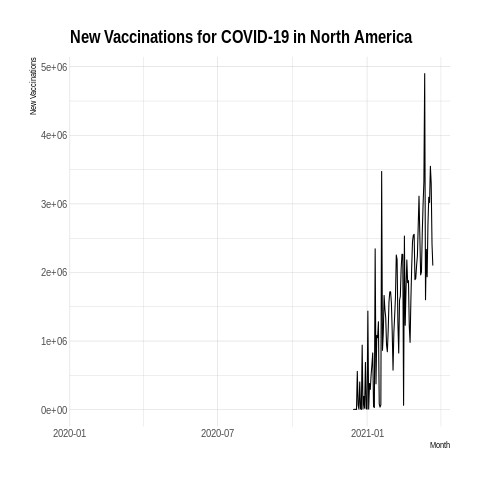 New Vaccinations for COVID-19 in North America
New Vaccinations
5e+06
4e+06
3e+06
2e+06
1e+06
0e+00
2020-01
2020-07
2021-01
Month